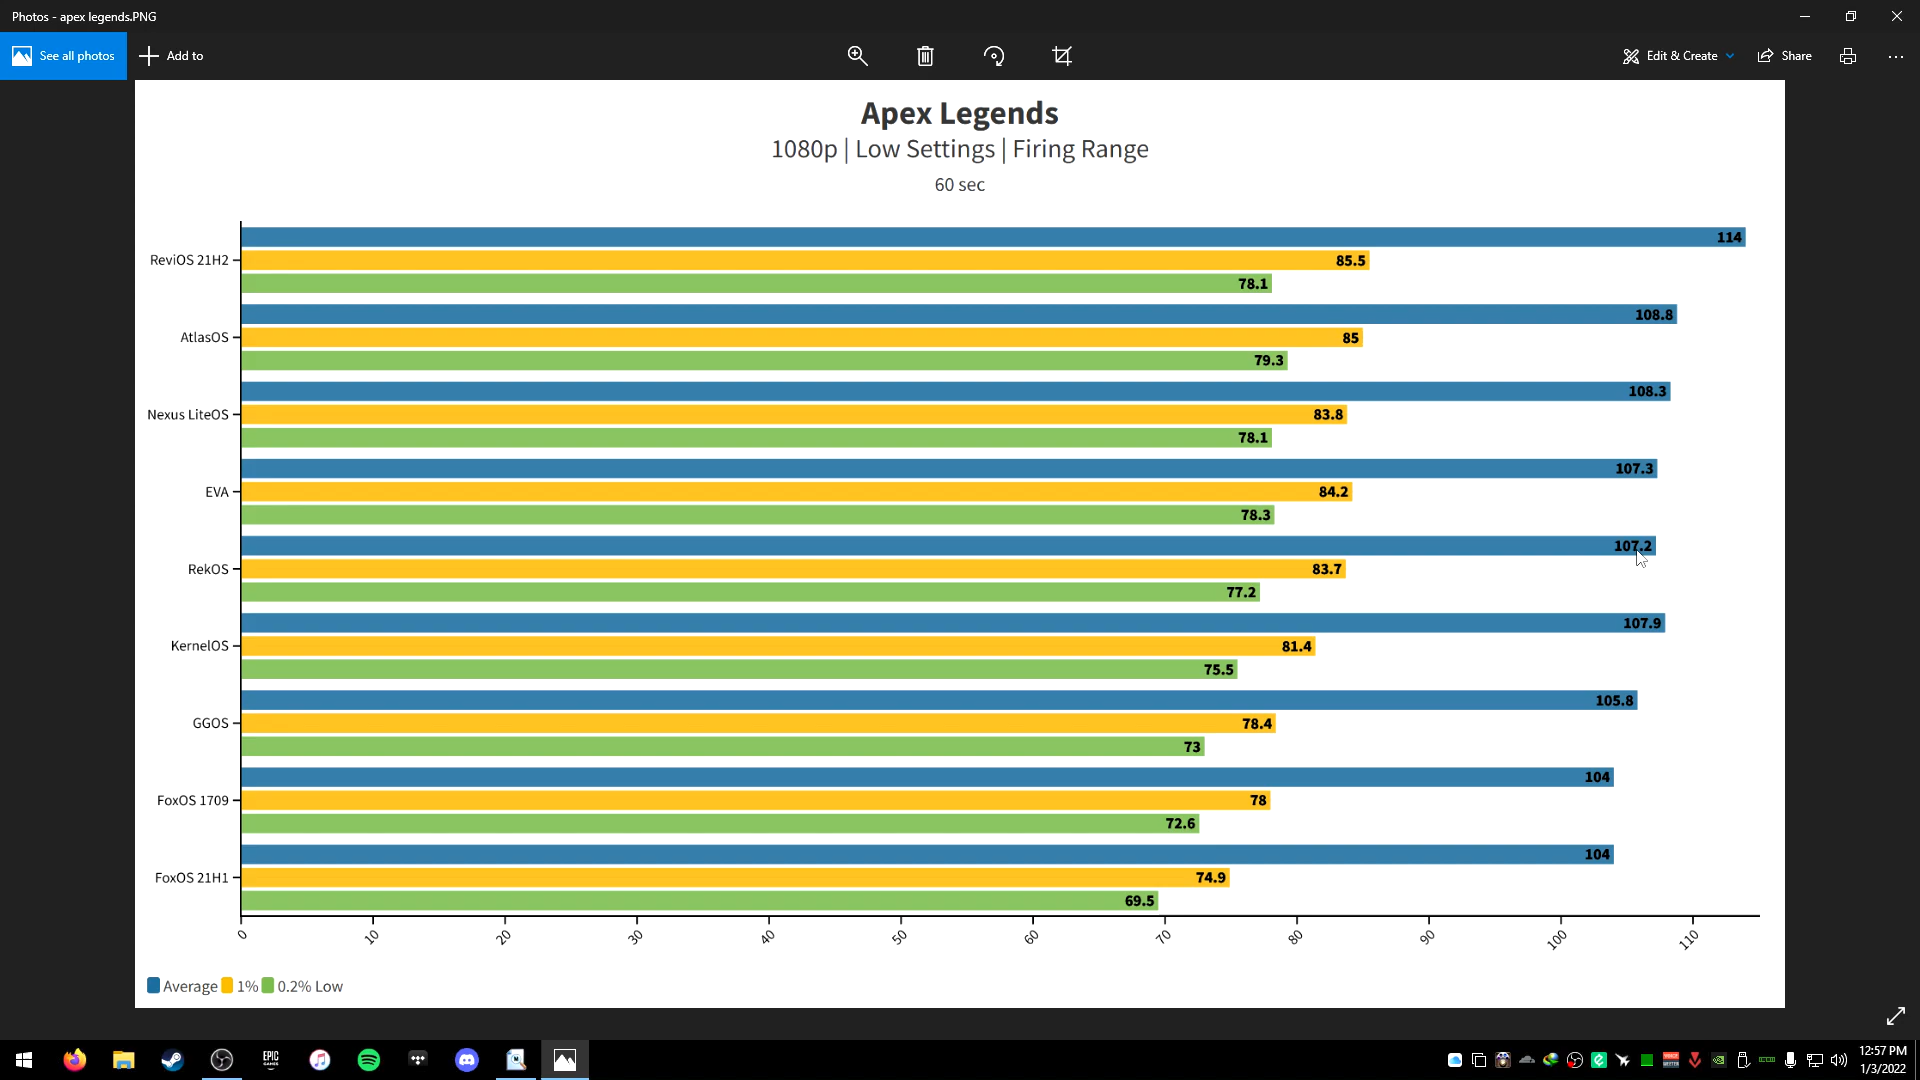 Photos - apex legends.PNG
See all photos
Add to
Edit & Create
Share
Apex Legends
1080p | Low Settings | Firing Range
60 sec
114
ReviOS 21H2
85.5
78.1
108.8
AtlasOS
85
79.3
108.3
Nexus LiteOS
83.8
78.1
107.3
EVA
84.2
78.3
107.2
RekOS
83.7
77.2
107.9
KernelOS
81.4
75.5
105.8
GGOS
78.4
73
104
FoxOS 1709
78
72.6
104
FoxOS 21H1
74.9
69.5
0 10 20 30 40 50 60 70 80 90 100 110
Average 1% 0.2% Low
EPIC
GAMES
12:57 PM
1/3/2022